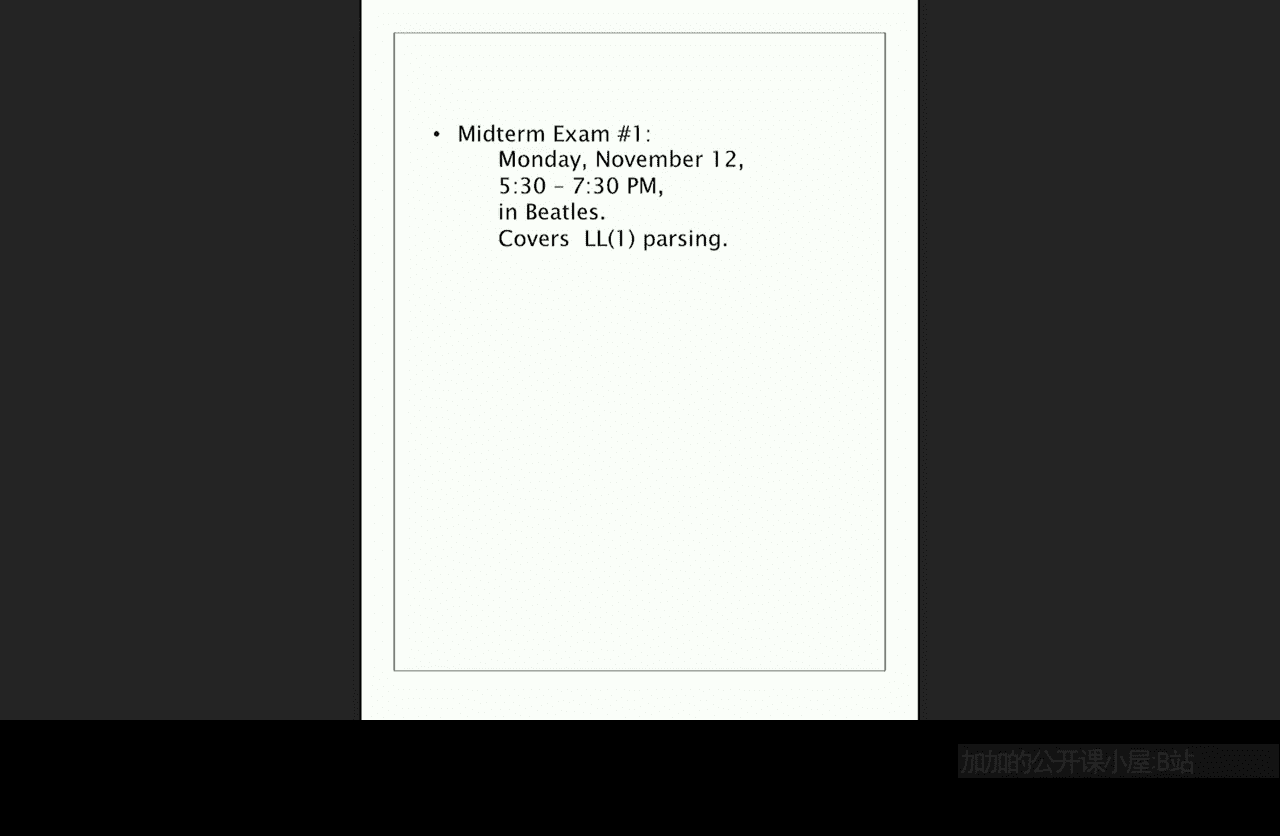 • Midterm Exam #1:
Monday, November 12,
5:30 – 7:30 PM,
in Beatles.
Covers LL(1) parsing.
加加的公开课小屋:B站